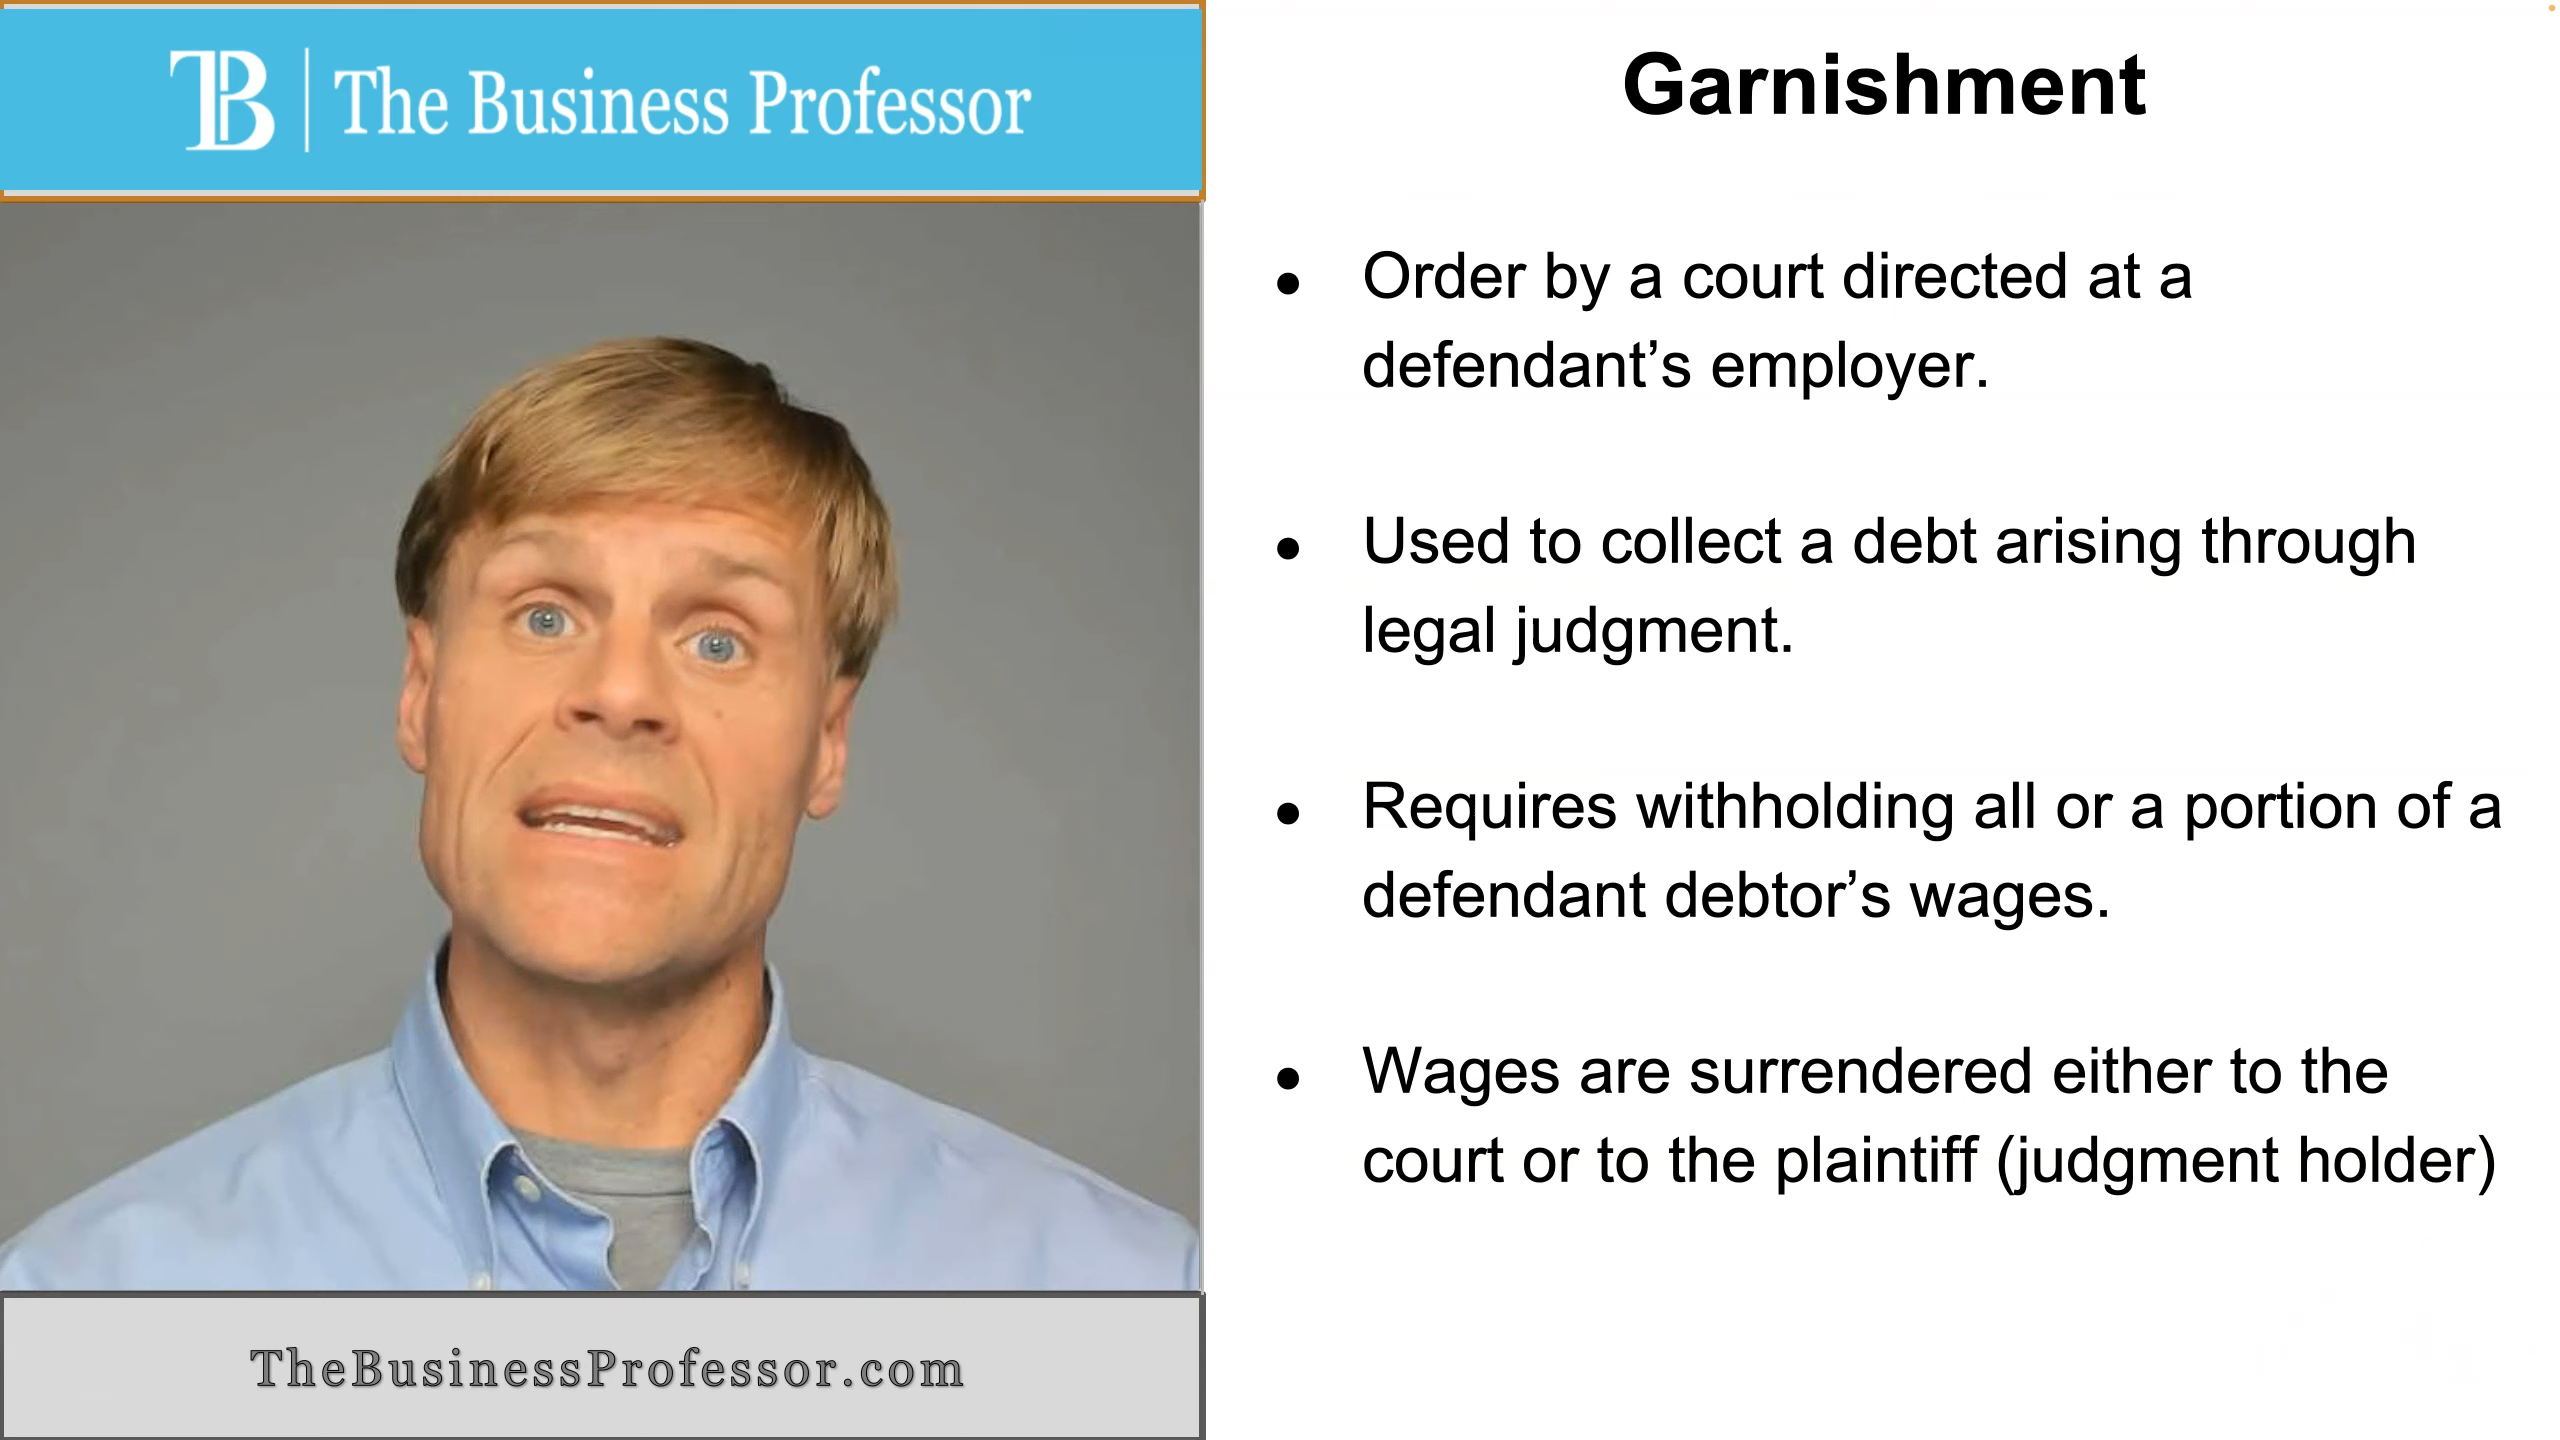 TB The Business Professor
Garnishment
● Order by a court directed at a
defendant’s employer.
● Used to collect a debt arising through
legal judgment.
● Requires withholding all or a portion of a
defendant debtor’s wages.
● Wages are surrendered either to the
court or to the plaintiff (judgment holder)
TheBusinessProfessor.com